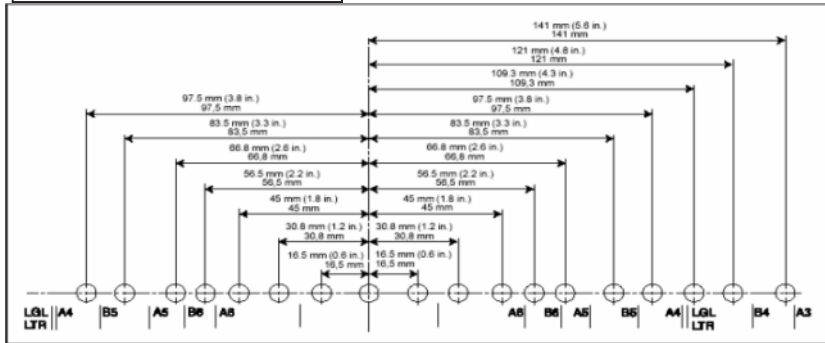 141 mm (5.6 in.)
141 mm
121 mm (4.8 in.)
121 mm
109.3 mm (4.3 in.)
109,3 mm
97.5 mm (3.8 in.)
97,5 mm
97.5 mm (3.8 in.)
97,5 mm
83.5 mm (3.3 in.)
83,5 mm
83.5 mm (3.3 in.)
83,5 mm
66.8 mm (2.6 in.)
66,8 mm
66.8 mm (2.6 in.)
66,8 mm
56.5 mm (2.2 in.)
56,5 mm
56.5 mm (2.2 in.)
56,5 mm
45 mm (1.8 in.)
45 mm
45 mm (1.8 in.)
45 mm
30.8 mm (1.2 in.)
30,8 mm
30.8 mm (1.2 in.)
30,8 mm
16.5 mm (0.6 in.)
16,5 mm
16.5 mm (0.6 in.)
16,5 mm
LGL A4 B5 A5 B6 A6 A6 B6 A5 B5 A4 LGL B4 A3
LTR LTR